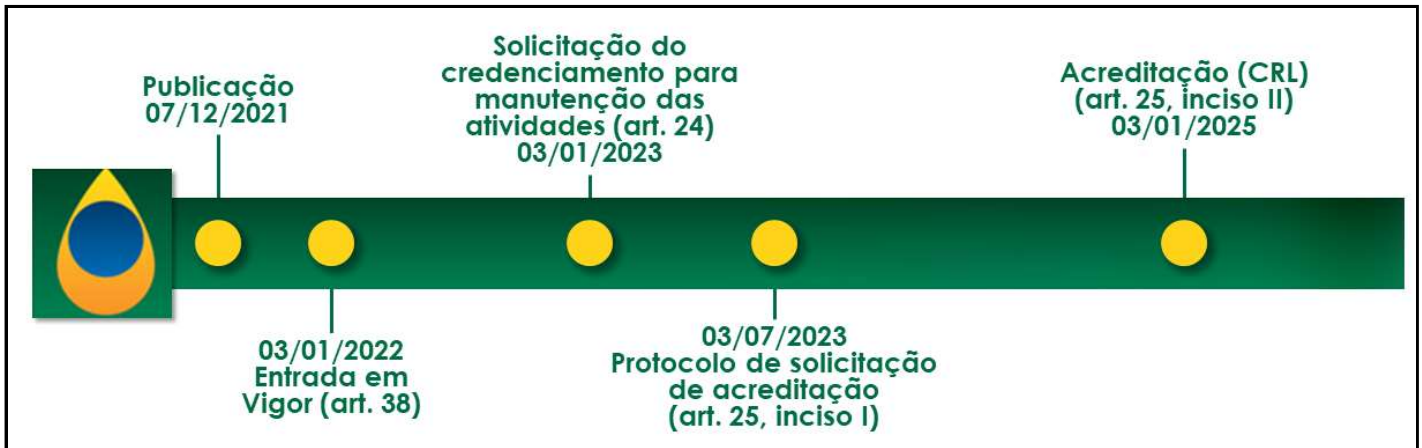 Publicação
07/12/2021
03/01/2022
Entrada em
Vigor (art. 38)
Solicitação do
credenciamento para
manutenção das
atividades (art. 24)
03/01/2023
03/07/2023
Protocolo de solicitação
de acreditação
(art. 25, inciso I)
Acreditação (CRL)
(art. 25, inciso II)
03/01/2025